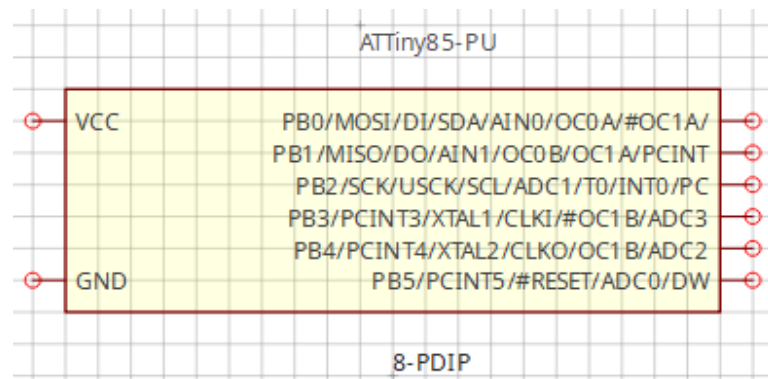 ATTiny85-PU
VCC
PB0/MOSI/DI/SDA/AIN0/OC0A/#OC1A/
PB1/MISO/DO/AIN1/OC0B/OC1A/PCINT
PB2/SCK/USCK/SCL/ADC1/T0/INT0/PC
PB3/PCINT3/XTAL1/CLKI/#OC1B/ADC3
PB4/PCINT4/XTAL2/CLKO/OC1B/ADC2
GND
PB5/PCINT5/#RESET/ADC0/DW
8-PDIP